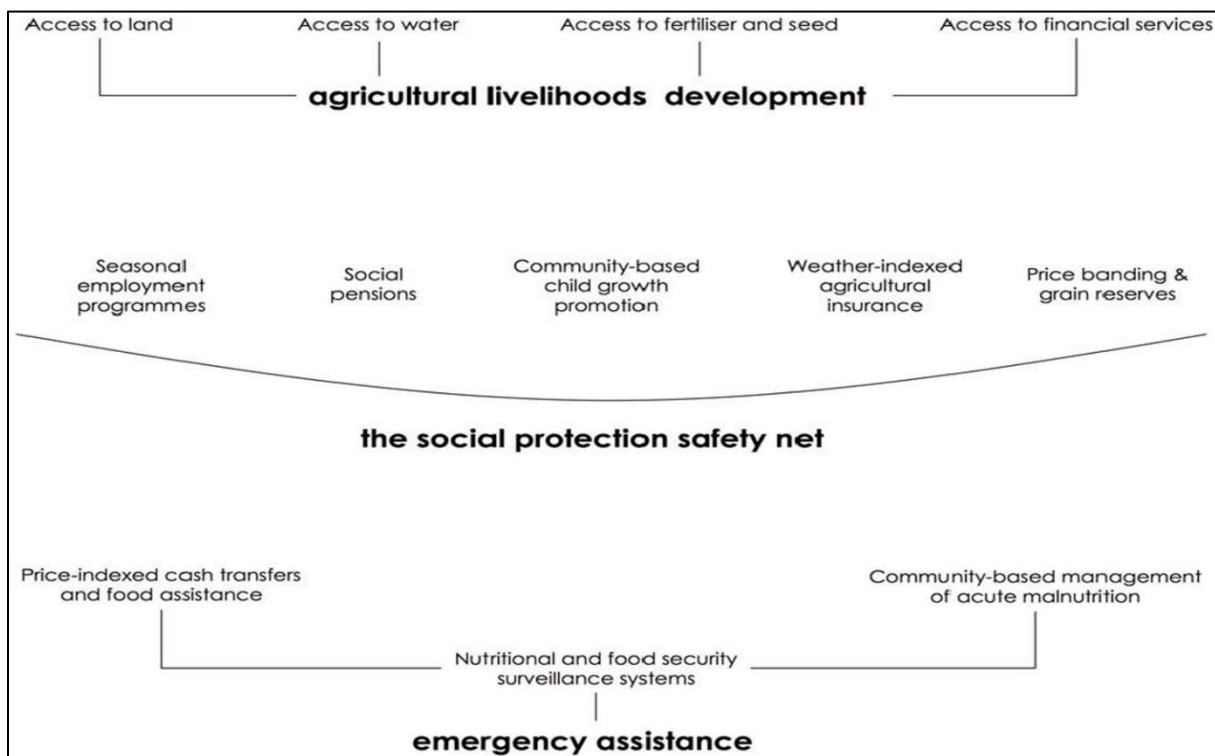 Access to land
Access to water
Access to fertiliser and seed
Access to financial services
agricultural livelihoods development
Seasonal
employment
programmes
Social
pensions
Community-based
child growth
promotion
Weather-indexed
agricultural
insurance
Price banding &
grain reserves
the social protection safety net
Price-indexed cash transfers
and food assistance
Community-based management
of acute malnutrition
Nutritional and food security
surveillance systems
emergency assistance